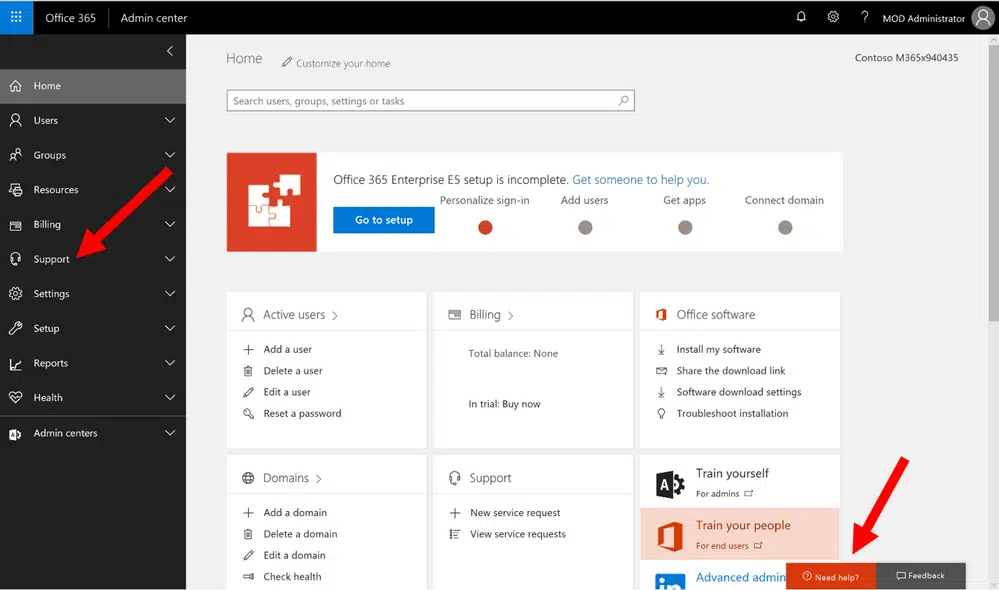 Office 365 Admin center
? MOD Administrator
Home
Users
Groups
Resources
Billing
Support
Settings
Setup
Reports
Health
Admin centers
Home
Customize your home
Contoso M365x940435
Search users, groups, settings or tasks
Office 365 Enterprise E5 setup is incomplete. Get someone to help you.
Go to setup
Personalize sign-in
Add users
Get apps
Connect domain
Active users
Add a user
Delete a user
Edit a user
Reset a password
Billing
Total balance: None
In trial: Buy now
Office software
Install my software
Share the download link
Software download settings
Troubleshoot installation
Domains
Add a domain
Delete a domain
Edit a domain
Check health
Support
New service request
View service requests
Train yourself
For admins
Train your people
For end users
Advanced admin
Need help?
Feedback